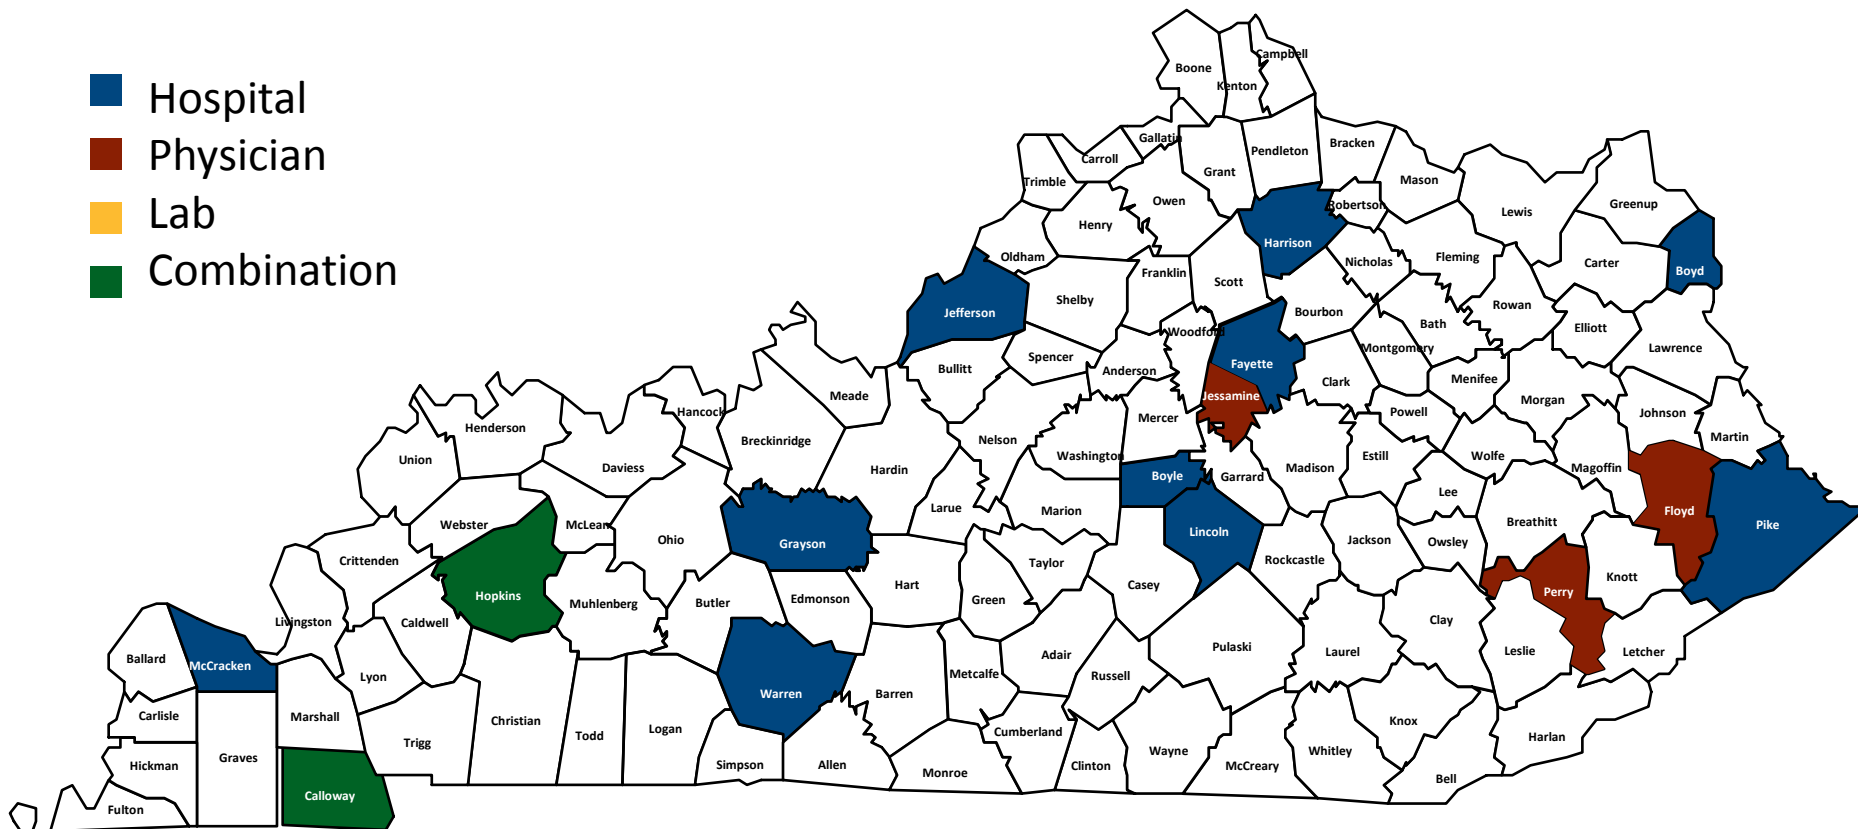 Hospital
Physician
Lab
Combination
Campbell
Boone
Kenton
Gallatin
Carroll
Pendleton
Bracken
Grant
Mason
Trimble
Owen
Robertson
Lewis
Greenup
Henry
Harrison
Oldham
Franklin
Nicholas
Fleming
Carter
Boyd
Scott
Shelby
Rowan
Jefferson
Bourbon
Bath
Elliott
Woodford
Montgomery
Lawrence
Spencer
Fayette
Bullitt
Anderson
Clark
Menifee
Meade
Jessamine
Morgan
Hancock
Mercer
Powell
Johnson
Henderson
Breckinridge
Nelson
Martin
Union
Daviess
Hardin
Washington
Madison
Estill
Wolfe
Magoffin
Boyle
Garrard
Lee
Webster
McLean
Larue
Marion
Floyd
Breathitt
Pike
Ohio
Grayson
Lincoln
Jackson
Owsley
Crittenden
Rockcastle
Taylor
Hart
Casey
Knott
Hopkins
Muhlenberg
Butler
Edmonson
Green
Perry
Livingston
Caldwell
Clay
Ballard
McCracken
Adair
Pulaski
Laurel
Leslie
Letcher
Lyon
Warren
Barren
Metcalfe
Russell
Carlisle
Marshall
Christian
Todd
Logan
Cumberland
Knox
Trigg
Harlan
Hickman
Graves
Simpson
Allen
Monroe
Clinton
Wayne
McCreary
Whitley
Bell
Calloway
Fulton